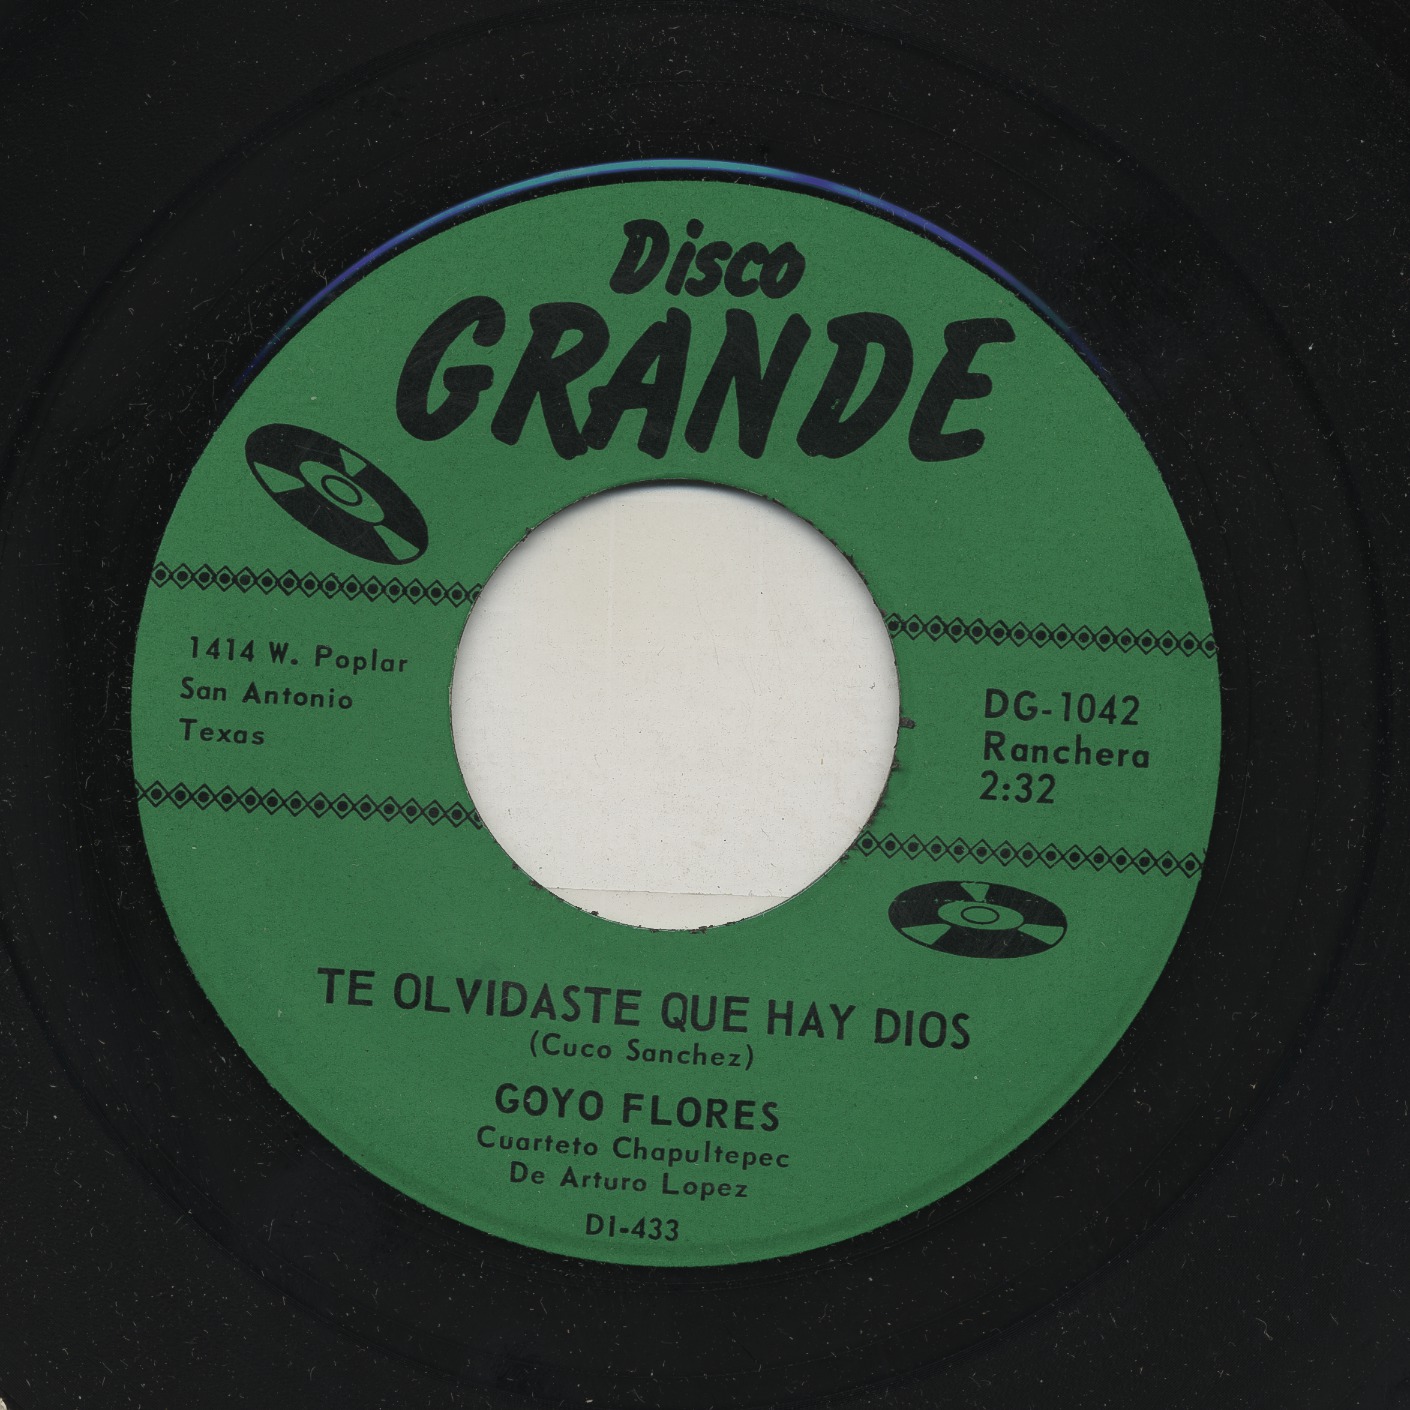 Disco
GRANDE
1414 W. Poplar
San Antonio
Texas
DG-1042
Ranchera
2:32
TE OLVIDASTE QUE HAY DIOS
(Cuco Sanchez)
GOYO FLORES
Cuarteto Chapultepec
De Arturo Lopez
DI-433